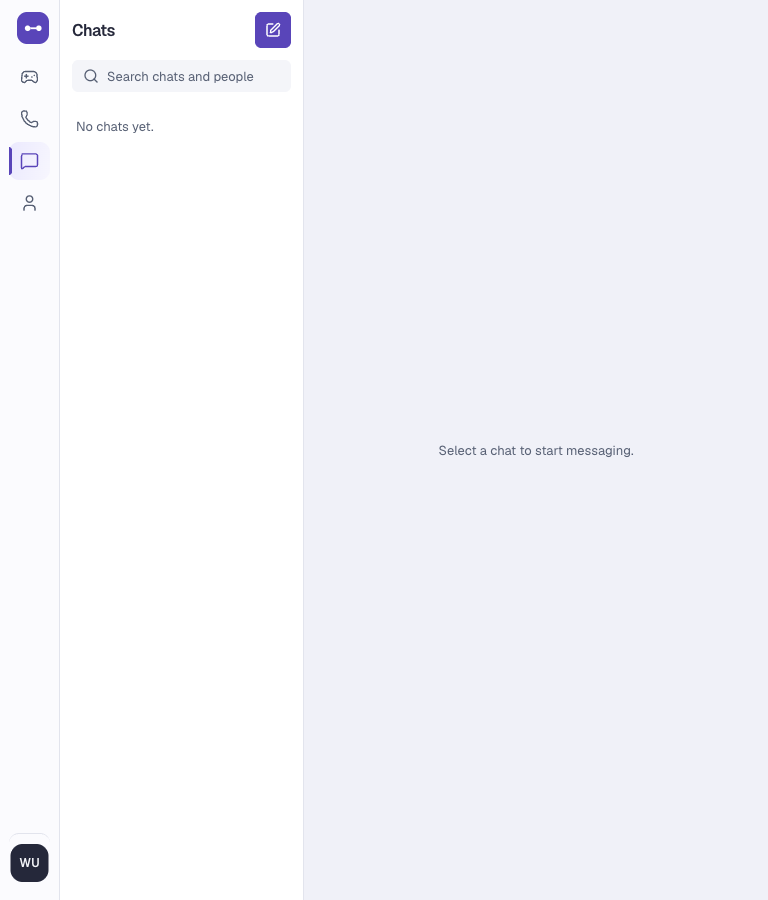 Chats
Search chats and people
No chats yet.
Select a chat to start messaging.
WU